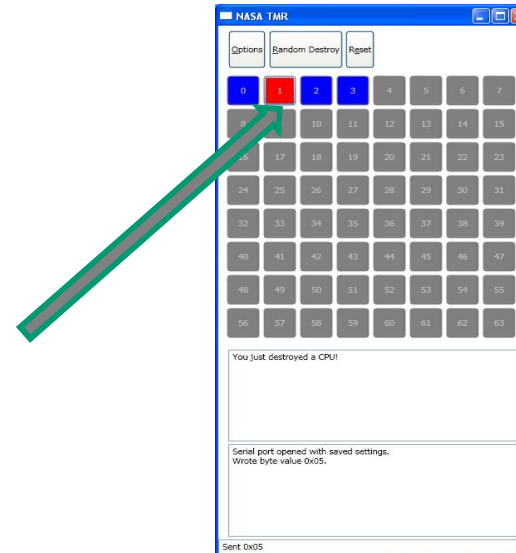 NASA TMR
Options Random Destroy Reset
0 1 2 3 4 5 6 7
8 10 11 12 13 14 15
17 18 19 20 21 22 23
24 25 26 27 28 29 30 31
32 33 34 35 36 37 38 39
40 41 42 43 44 45 46 47
48 49 50 51 52 53 54 55
56 57 58 59 60 61 62 63
You just destroyed a CPU!
Serial port opened with saved settings.
Wrote byte value 0x05.
Sent 0x05